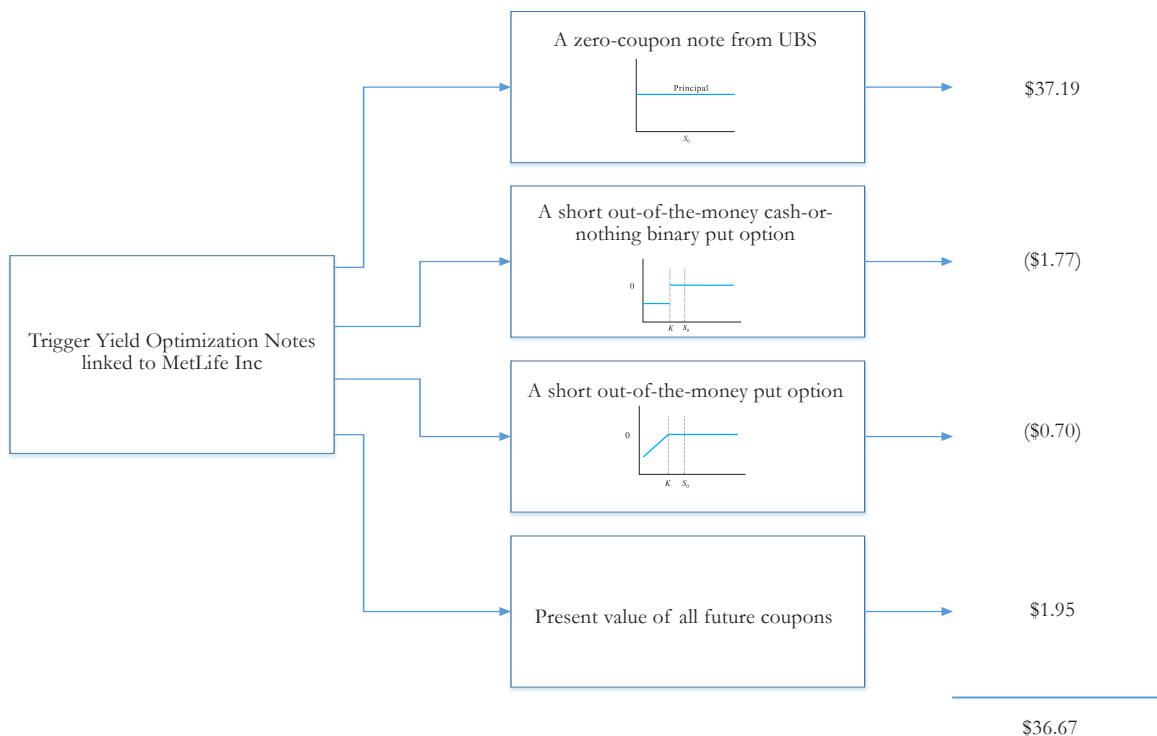 A zero-coupon note from UBS
Principal
S0
$37.19
A short out-of-the-money cash-or-
nothing binary put option
0
K
S0
($1.77)
Trigger Yield Optimization Notes
linked to MetLife Inc
A short out-of-the-money put option
0
K
S0
($0.70)
Present value of all future coupons
$1.95
$36.67